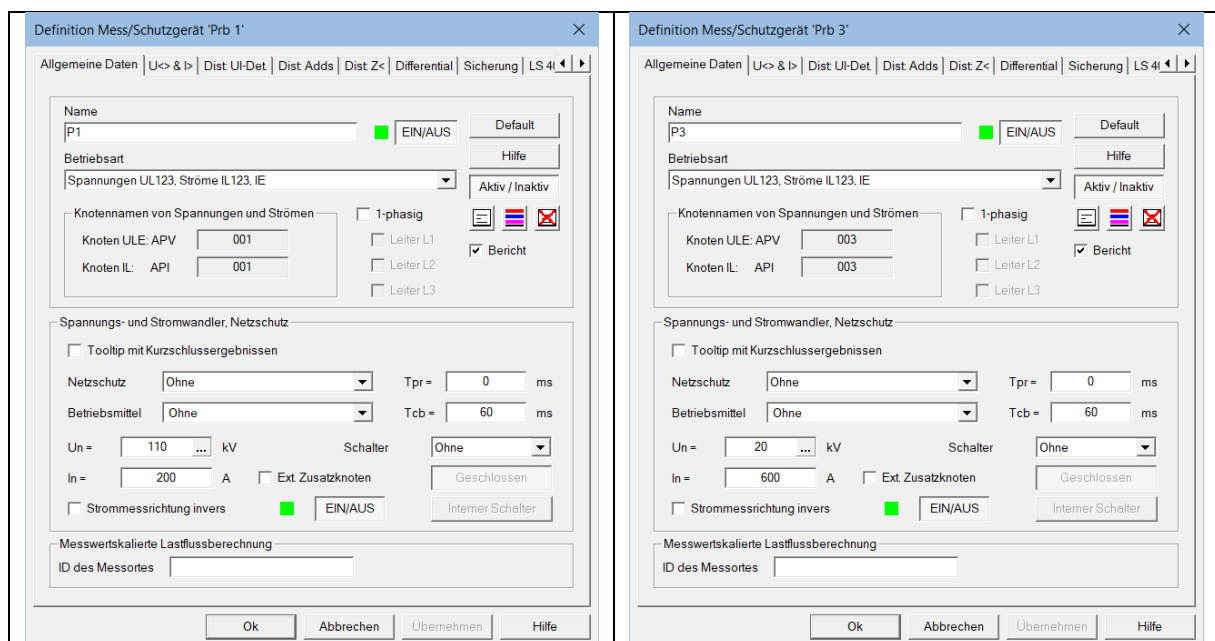 Definition Mess/Schutzgerät 'Prb 1'
Allgemeine Daten U<> & I> Dist. UI-Det. Dist. Adds Dist. Z< Differential Sicherung LS 40
Name
P1 EIN/AUS Default
Betriebsart Hilfe
Spannungen UL123, Ströme IL123, IE Aktiv / Inaktiv
Knotennamen von Spannungen und Strömen 1-phasig
Knoten ULE: APV 001 Leiter L1 Bericht
Knoten IL: API 001 Leiter L2
Leiter L3
Spannungs- und Stromwandler, Netzschutz
Tooltip mit Kurzschlussergebnissen
Netzschutz Ohne Tpr = 0 ms
Betriebsmittel Ohne Tcb = 60 ms
Un = 110 ... kV Schalter Ohne
In = 200 A Ext. Zusatzknoten Geschlossen
Strommessrichtung invers EIN/AUS Interner Schalter
Messwertskalierte Lastflussberechnung
ID des Messortes
Ok Abbrechen Übernehmen Hilfe
Definition Mess/Schutzgerät 'Prb 3'
Allgemeine Daten U<> & I> Dist. UI-Det. Dist. Adds Dist. Z< Differential Sicherung LS 40
Name
P3 EIN/AUS Default
Betriebsart Hilfe
Spannungen UL123, Ströme IL123, IE Aktiv / Inaktiv
Knotennamen von Spannungen und Strömen 1-phasig
Knoten ULE: APV 003 Leiter L1 Bericht
Knoten IL: API 003 Leiter L2
Leiter L3
Spannungs- und Stromwandler, Netzschutz
Tooltip mit Kurzschlussergebnissen
Netzschutz Ohne Tpr = 0 ms
Betriebsmittel Ohne Tcb = 60 ms
Un = 20 ... kV Schalter Ohne
In = 600 A Ext. Zusatzknoten Geschlossen
Strommessrichtung invers EIN/AUS Interner Schalter
Messwertskalierte Lastflussberechnung
ID des Messortes
Ok Abbrechen Übernehmen Hilfe